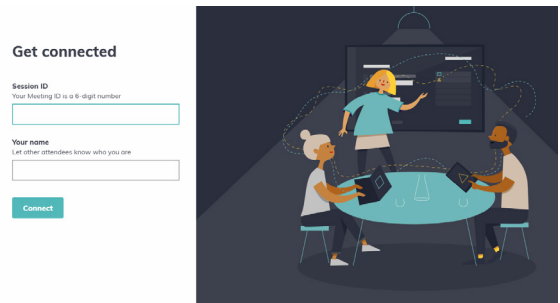 Get connected
Session ID
Your Meeting ID is a 6-digit number
Your name
Let other attendees know who you are
Connect